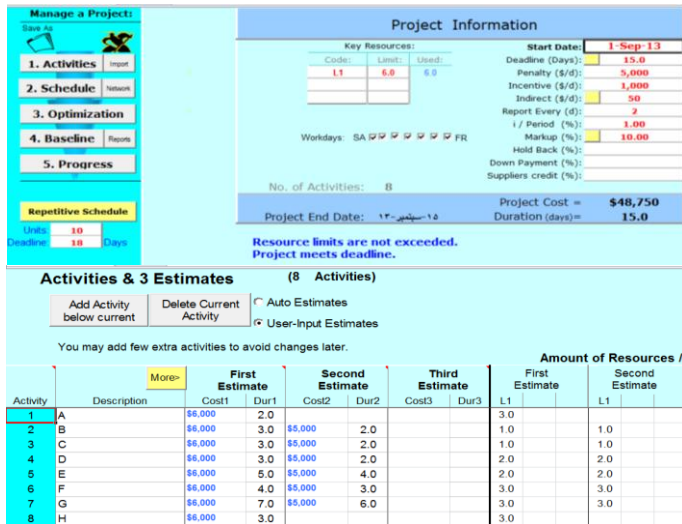 Manage a Project:
Save As
1. Activities Import
2. Schedule Network
3. Optimization
4. Baseline Reports
5. Progress
Repetitive Schedule
Units: 10
Deadline: 18 Days
Project Information
Key Resources:
Code: Limit: Used:
L1 6.0 6.0
Workdays: SA FR
No. of Activities: 8
Project End Date: ١٥-سبتمبر-١٣
Start Date: 1-Sep-13
Deadline (Days): 15.0
Penalty ($/d): 5,000
Incentive ($/d): 1,000
Indirect ($/d): 50
Report Every (d): 2
i / Period (%): 1.00
Markup (%): 10.00
Hold Back (%):
Down Payment (%):
Suppliers credit (%):
Project Cost = $48,750
Duration (days)= 15.0
Resource limits are not exceeded.
Project meets deadline.
Activities & 3 Estimates (8 Activities)
Add Activity below current
Delete Current Activity
Auto Estimates
User-Input Estimates
You may add few extra activities to avoid changes later.
Amount of Resources /
More> First Estimate Second Estimate Third Estimate First Estimate Second Estimate
Activity Description Cost1 Dur1 Cost2 Dur2 Cost3 Dur3 L1 L1
1 A $6,000 2.0 3.0
2 B $6,000 3.0 $5,000 2.0 1.0 1.0
3 C $6,000 3.0 $5,000 2.0 1.0 1.0
4 D $6,000 3.0 $5,000 2.0 2.0 2.0
5 E $6,000 5.0 $5,000 4.0 2.0 2.0
6 F $6,000 4.0 $5,000 3.0 3.0 3.0
7 G $6,000 7.0 $5,000 6.0 3.0 3.0
8 H $6,000 3.0 3.0